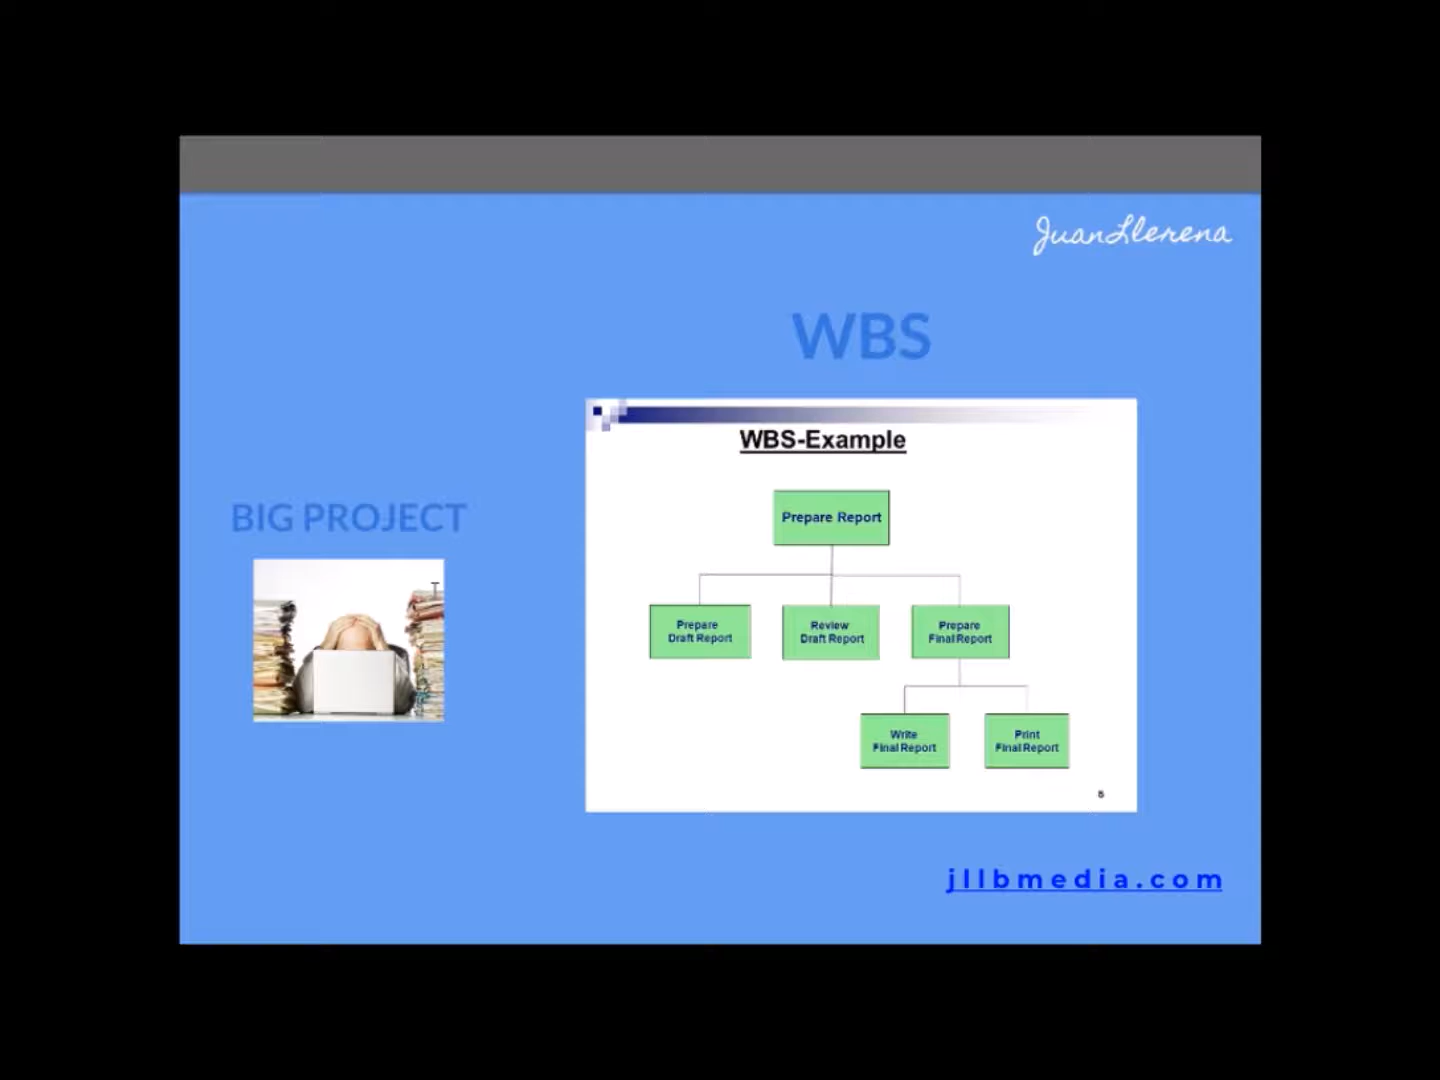 JuanLlerena
WBS
WBS-Example
BIG PROJECT
Prepare Report
Prepare
Draft Report
Review
Draft Report
Prepare
Final Report
Write
Final Report
Print
Final Report
5
jllbmedia.com